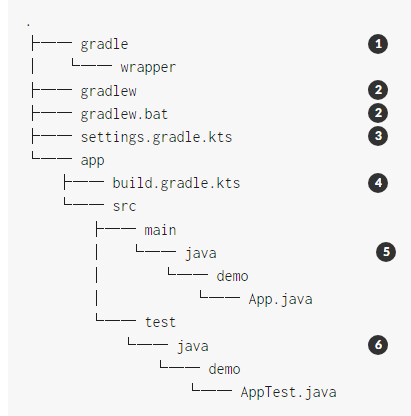 .
├── gradle 1
│ └── wrapper
├── gradlew 2
├── gradlew.bat 2
├── settings.gradle.kts 3
└── app
├── build.gradle.kts 4
└── src
├── main
│ └── java 5
│ └── demo
│ └── App.java
└── test
└── java 6
└── demo
└── AppTest.java